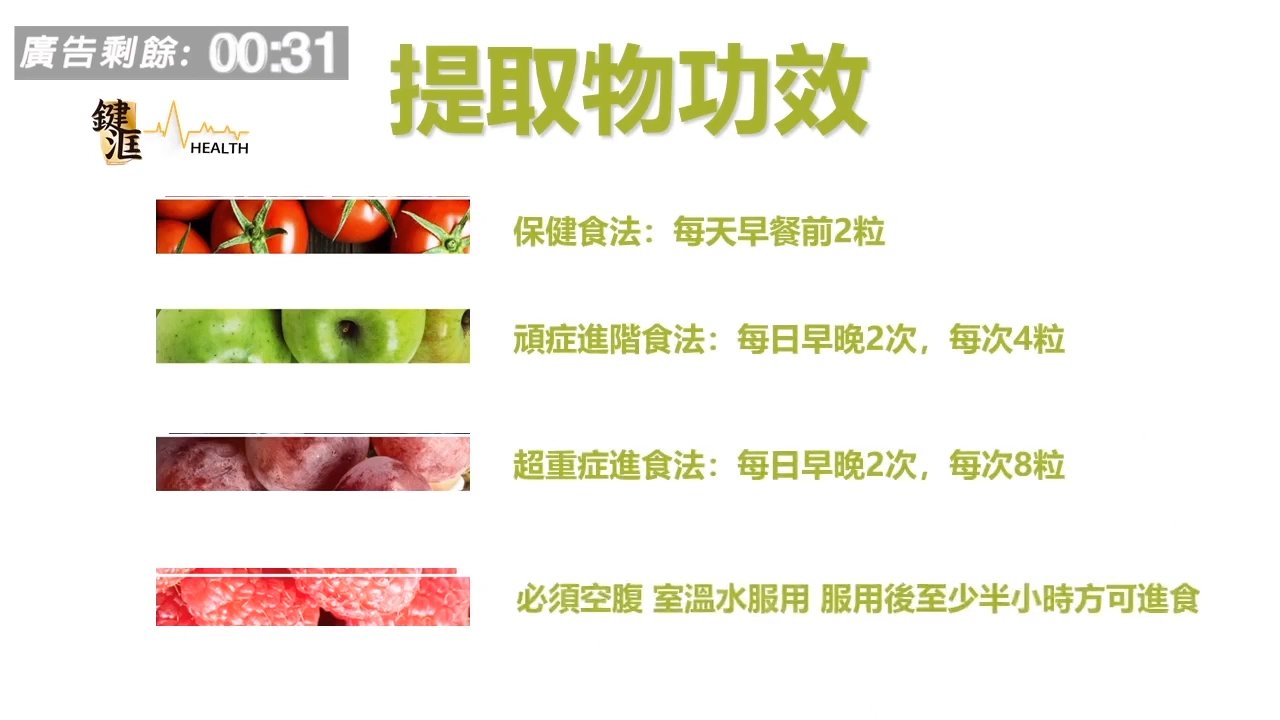 廣告剩餘: 00:31
提取物功效
鍵滙
HEALTH
保健食法：每天早餐前2粒
頑症進階食法：每日早晚2次，每次4粒
超重症進食法：每日早晚2次，每次8粒
必須空腹 室溫水服用 服用後至少半小時方可進食